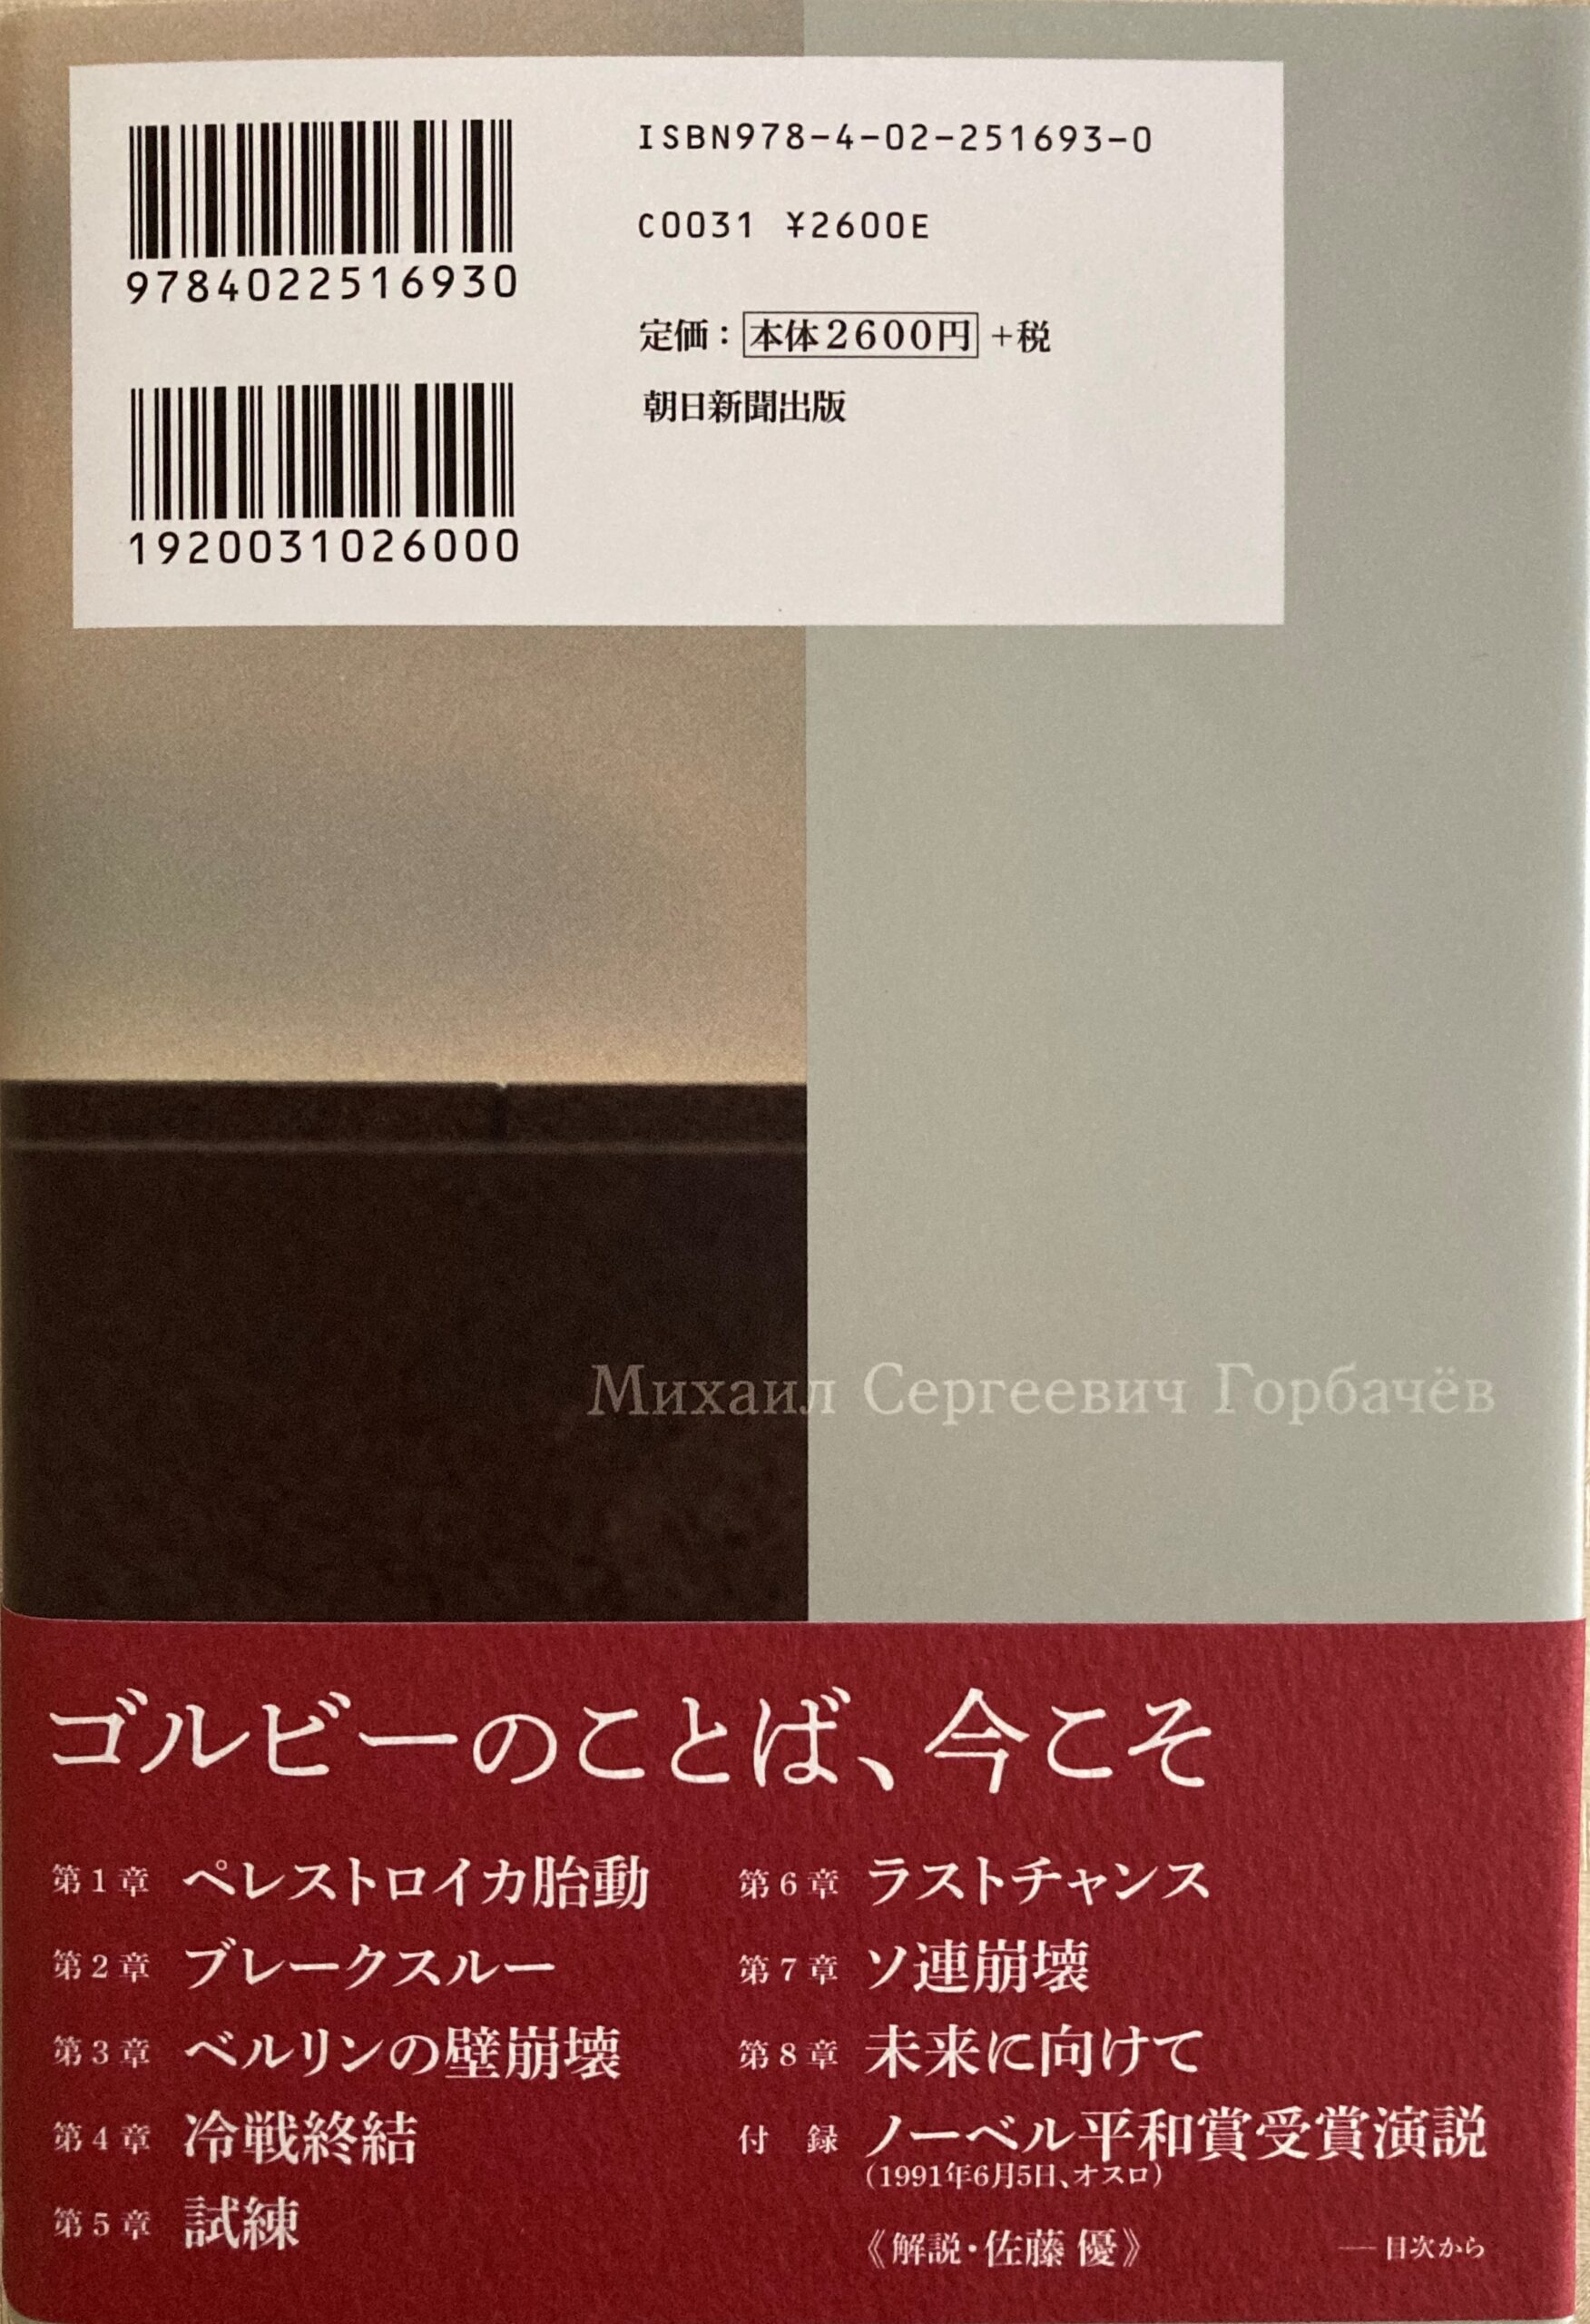 ISBN978-4-02-251693-0
C0031 ¥2600E
9784022516930
定価：本体2600円＋税
朝日新聞出版
1920031026000
Михаил Сергеевич Горбачёв
ゴルビーのことば、今こそ
第1章 ペレストロイカ胎動
第2章 ブレークスルー
第3章 ベルリンの壁崩壊
第4章 冷戦終結
第5章 試練
第6章 ラストチャンス
第7章 ソ連崩壊
第8章 未来に向けて
付録 ノーベル平和賞受賞演説
(1991年6月5日、オスロ)
《解説・佐藤 優》
── 目次から